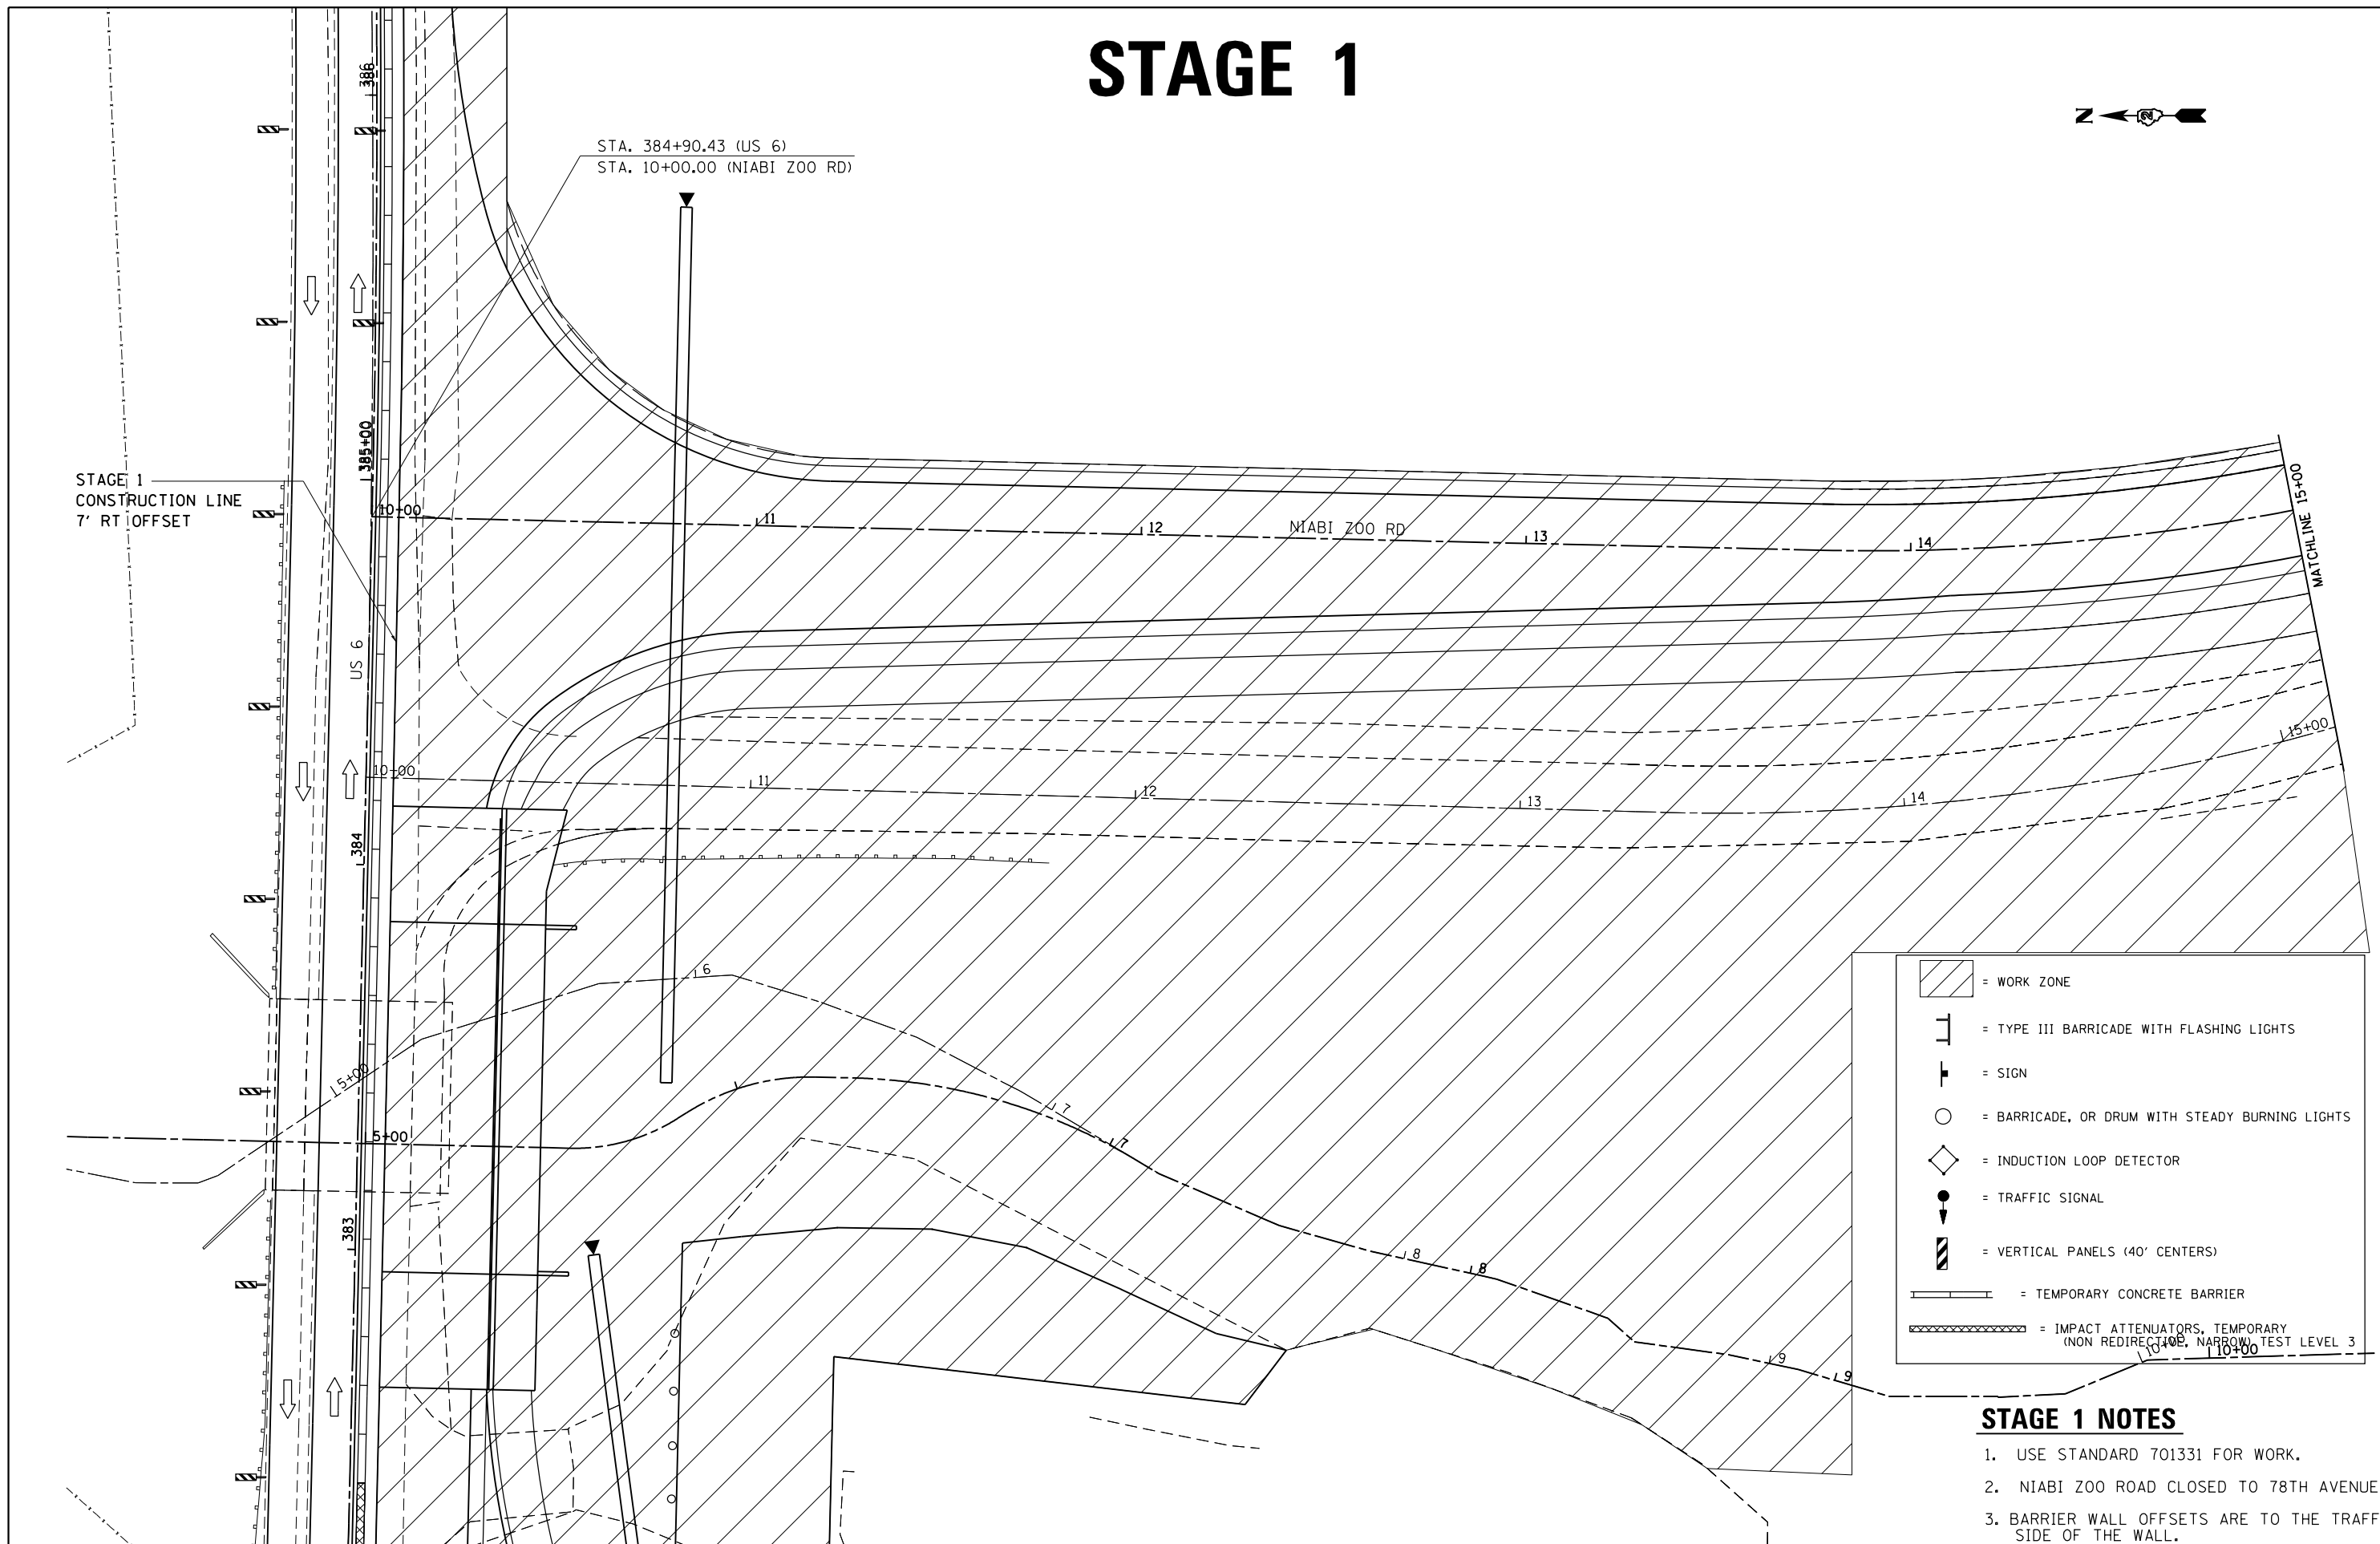 STAGE 1
N
2
386
386
STA. 384+90.43 (US 6)
STA. 10+00.00 (NIABI ZOO RD)
385+00
STAGE 1
CONSTRUCTION LINE
7' RT OFFSET
10+00
11
12
NIABI ZOO RD
13
14
MATCHLINE 15+00
US 6
10+00
11
12
13
14
15+00
384
6
5+00
5+00
7
7
383
8
8
9
9
10+00
10+00
= WORK ZONE
= TYPE III BARRICADE WITH FLASHING LIGHTS
= SIGN
= BARRICADE, OR DRUM WITH STEADY BURNING LIGHTS
= INDUCTION LOOP DETECTOR
= TRAFFIC SIGNAL
= VERTICAL PANELS (40' CENTERS)
= TEMPORARY CONCRETE BARRIER
= IMPACT ATTENUATORS, TEMPORARY
(NON REDIRECTIVE, NARROW) TEST LEVEL 3
STAGE 1 NOTES
1. USE STANDARD 701331 FOR WORK.
2. NIABI ZOO ROAD CLOSED TO 78TH AVENUE
3. BARRIER WALL OFFSETS ARE TO THE TRAFF
SIDE OF THE WALL.